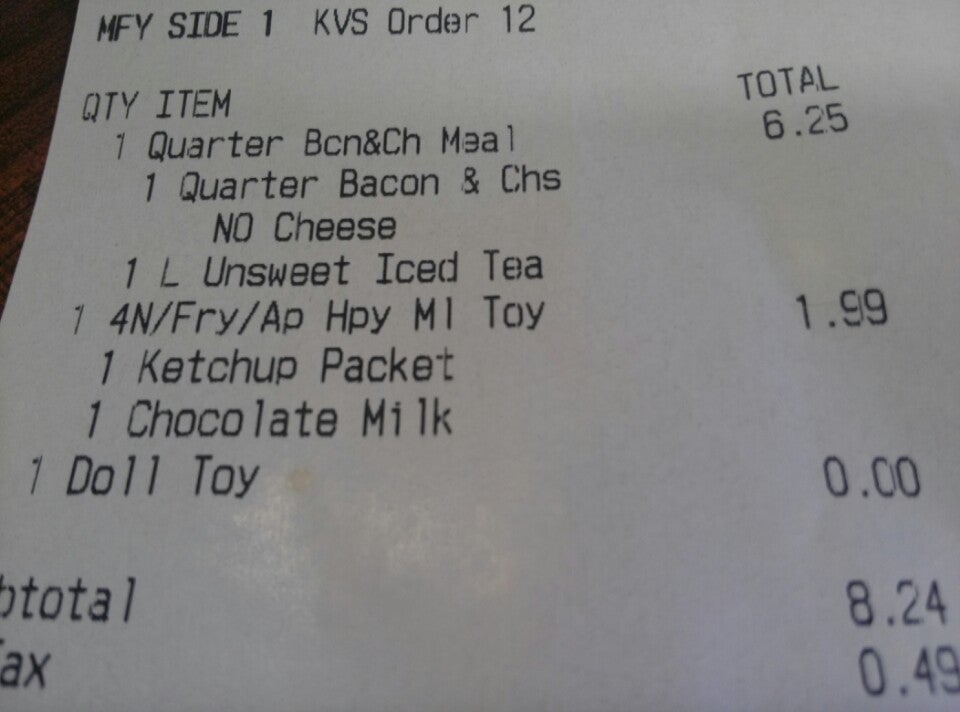 MFY SIDE 1 KVS Order 12
QTY ITEM TOTAL
1 Quarter Bcn&Ch Meal 6.25
1 Quarter Bacon & Chs
NO Cheese
1 L Unsweet Iced Tea
1 4N/Fry/Ap Hpy Ml Toy 1.99
1 Ketchup Packet
1 Chocolate Milk
1 Doll Toy 0.00
btotal 8.24
Tax 0.49